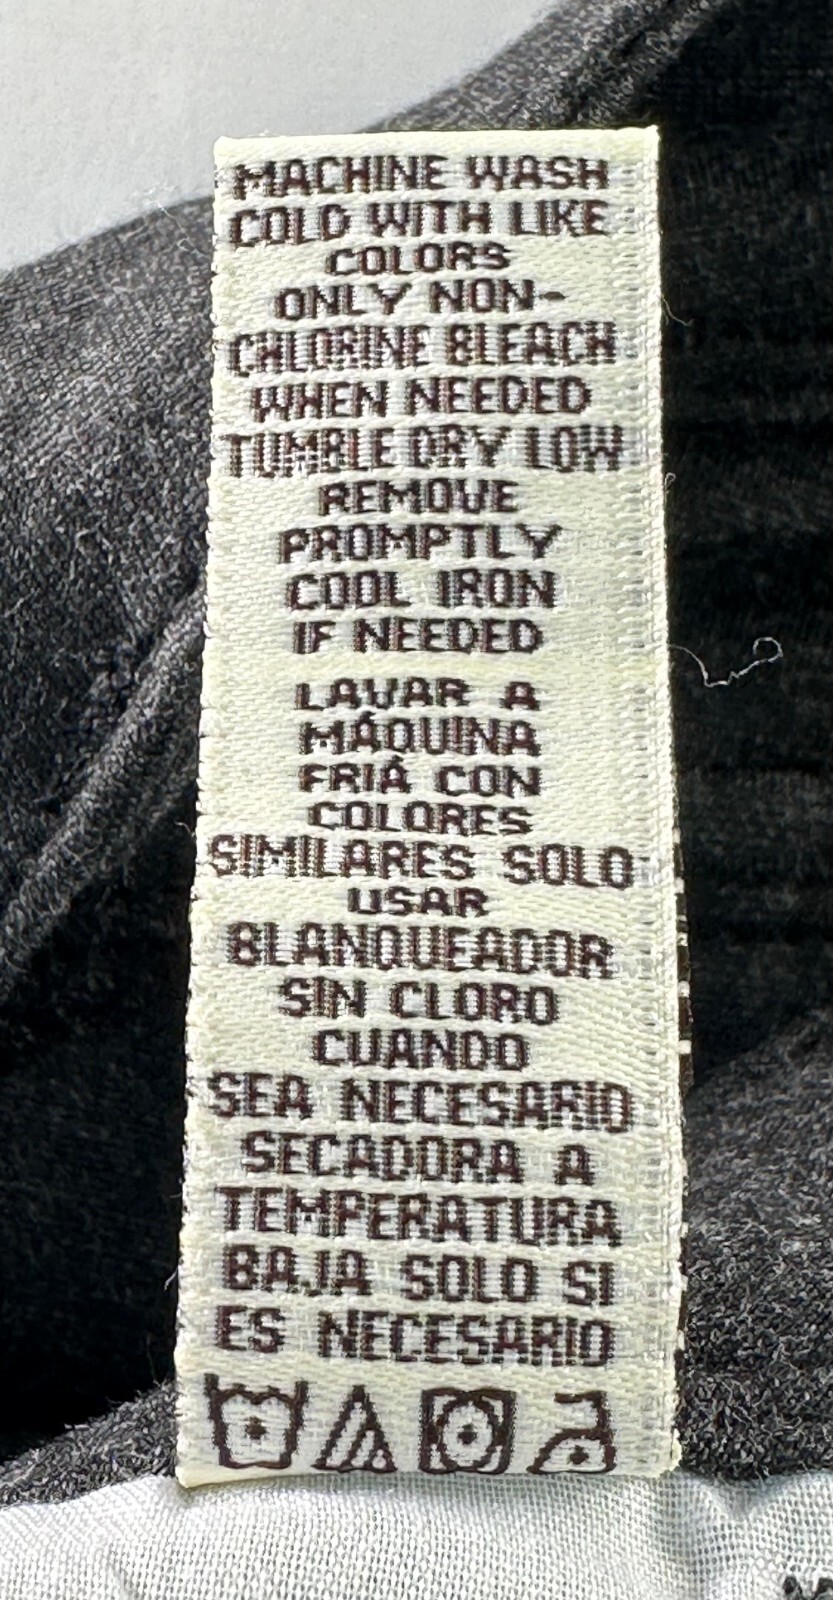 MACHINE WASH
COLD WITH LIKE
COLORS
ONLY NON-
CHLORINE BLEACH
WHEN NEEDED
TUMBLE DRY LOW
REMOVE
PROMPTLY
COOL IRON
IF NEEDED
LAVAR A
MÁQUINA
FRIÁ CON
COLORES
SIMILARES SOLO
USAR
BLANQUEADOR
SIN CLORO
CUANDO
SEA NECESARIO
SECADORA A
TEMPERATURA
BAJA SOLO SI
ES NECESARIO